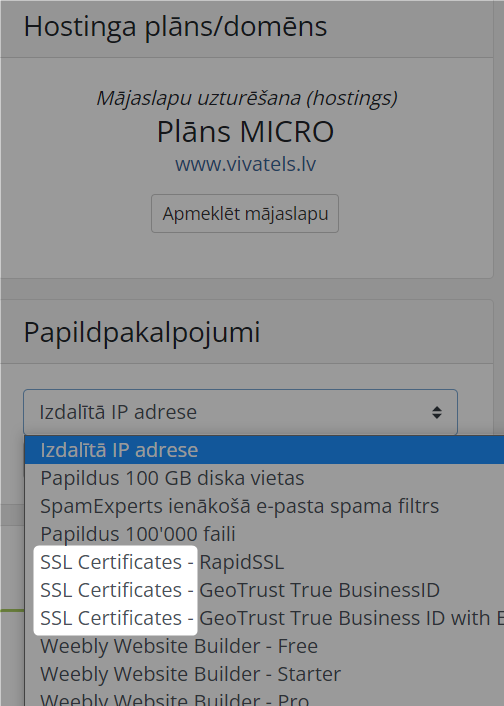 Hostinga plāns/domēns
Mājaslapu uzturēšana (hostings)
Plāns MICRO
www.vivatels.lv
Apmeklēt mājaslapu
Papildpakalpojumi
Izdalītā IP adrese
Izdalītā IP adrese
Papildus 100 GB diska vietas
SpamExperts ienākošā e-pasta spama filtrs
Papildus 100'000 faili
SSL Certificates - RapidSSL
SSL Certificates - GeoTrust True BusinessID
SSL Certificates - GeoTrust True Business ID with E
Weebly Website Builder - Free
Weebly Website Builder - Starter
Weebly Website Builder - Pro